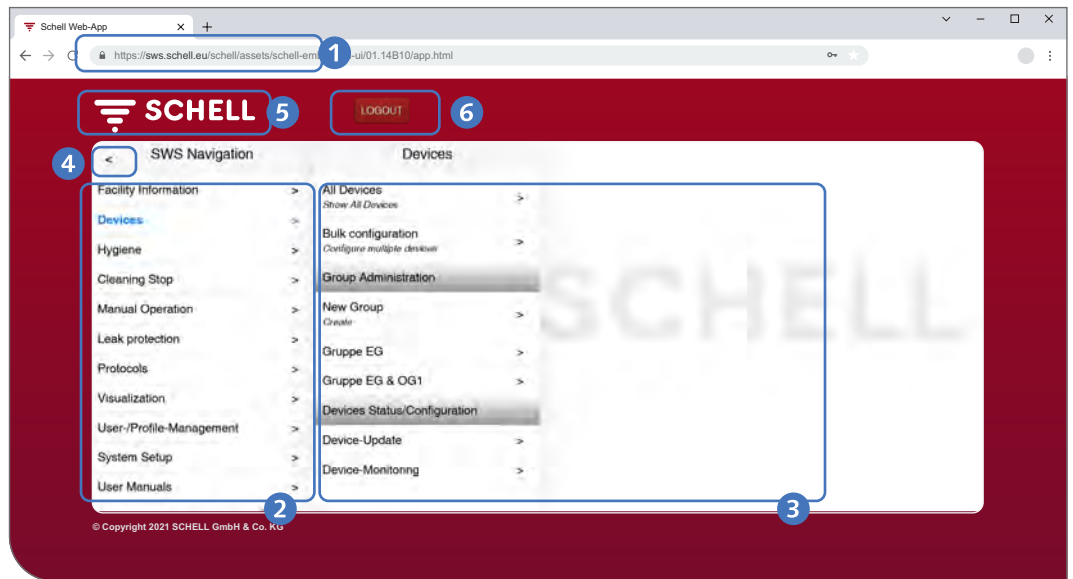 Schell Web-App
https://sws.schell.eu/schell/assets/schell-em -ui/01.14B10/app.html
1
SCHELL
5
LOGOUT
6
4
<
SWS Navigation
Devices
Facility Information >
Devices >
Hygiene >
Cleaning Stop >
Manual Operation >
Leak protection >
Protocols >
Visualization >
User-/Profile-Management >
System Setup >
User Manuals >
2
All Devices >
Show All Devices
Bulk configuration >
Configure multiple devices
Group Administration
New Group >
Create
Gruppe EG >
Gruppe EG & OG1 >
Devices Status/Configuration
Device-Update >
Device-Monitoring >
3
SCHELL
© Copyright 2021 SCHELL GmbH & Co. KG